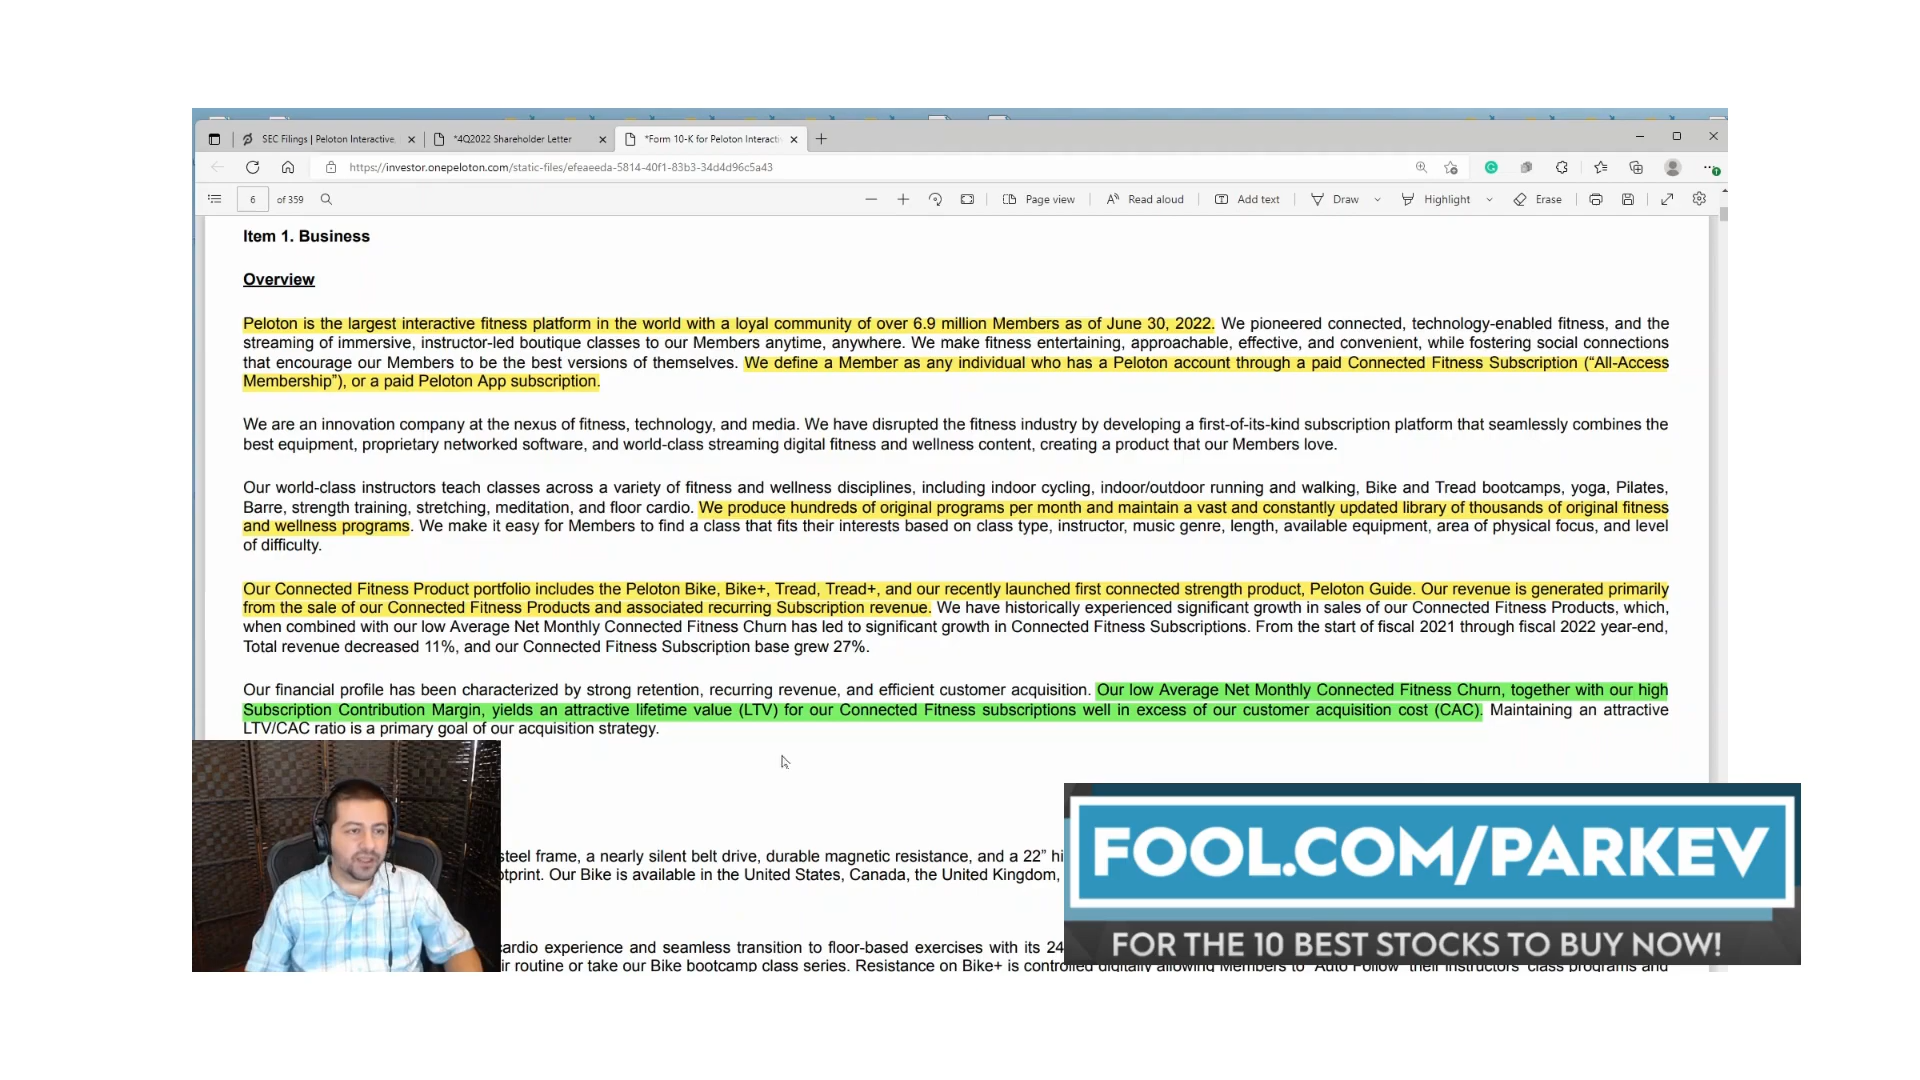 SEC Filings | Peloton Interactive
*4Q2022 Shareholder Letter
*Form 10-K for Peloton Interacti
https://investor.onepeloton.com/static-files/efeaeeda-5814-40f1-83b3-34d4d96c5a43
6 of 359 Page view Read aloud Add text Draw Highlight Erase
Item 1. Business
Overview
Peloton is the largest interactive fitness platform in the world with a loyal community of over 6.9 million Members as of June 30, 2022. We pioneered connected, technology-enabled fitness, and the
streaming of immersive, instructor-led boutique classes to our Members anytime, anywhere. We make fitness entertaining, approachable, effective, and convenient, while fostering social connections
that encourage our Members to be the best versions of themselves. We define a Member as any individual who has a Peloton account through a paid Connected Fitness Subscription (“All-Access
Membership”), or a paid Peloton App subscription.
We are an innovation company at the nexus of fitness, technology, and media. We have disrupted the fitness industry by developing a first-of-its-kind subscription platform that seamlessly combines the
best equipment, proprietary networked software, and world-class streaming digital fitness and wellness content, creating a product that our Members love.
Our world-class instructors teach classes across a variety of fitness and wellness disciplines, including indoor cycling, indoor/outdoor running and walking, Bike and Tread bootcamps, yoga, Pilates,
Barre, strength training, stretching, meditation, and floor cardio. We produce hundreds of original programs per month and maintain a vast and constantly updated library of thousands of original fitness
and wellness programs. We make it easy for Members to find a class that fits their interests based on class type, instructor, music genre, length, available equipment, area of physical focus, and level
of difficulty.
Our Connected Fitness Product portfolio includes the Peloton Bike, Bike+, Tread, Tread+, and our recently launched first connected strength product, Peloton Guide. Our revenue is generated primarily
from the sale of our Connected Fitness Products and associated recurring Subscription revenue. We have historically experienced significant growth in sales of our Connected Fitness Products, which,
when combined with our low Average Net Monthly Connected Fitness Churn has led to significant growth in Connected Fitness Subscriptions. From the start of fiscal 2021 through fiscal 2022 year-end,
Total revenue decreased 11%, and our Connected Fitness Subscription base grew 27%.
Our financial profile has been characterized by strong retention, recurring revenue, and efficient customer acquisition. Our low Average Net Monthly Connected Fitness Churn, together with our high
Subscription Contribution Margin, yields an attractive lifetime value (LTV) for our Connected Fitness subscriptions well in excess of our customer acquisition cost (CAC). Maintaining an attractive
LTV/CAC ratio is a primary goal of our acquisition strategy.
steel frame, a nearly silent belt drive, durable magnetic resistance, and a 22” hi
otprint. Our Bike is available in the United States, Canada, the United Kingdom,
cardio experience and seamless transition to floor-based exercises with its 24
ir routine or take our Bike bootcamp class series. Resistance on Bike+ is controlled digitally allowing Members to “Auto Follow” their instructors’ class programs and
FOOL.COM/PARKEV
FOR THE 10 BEST STOCKS TO BUY NOW!